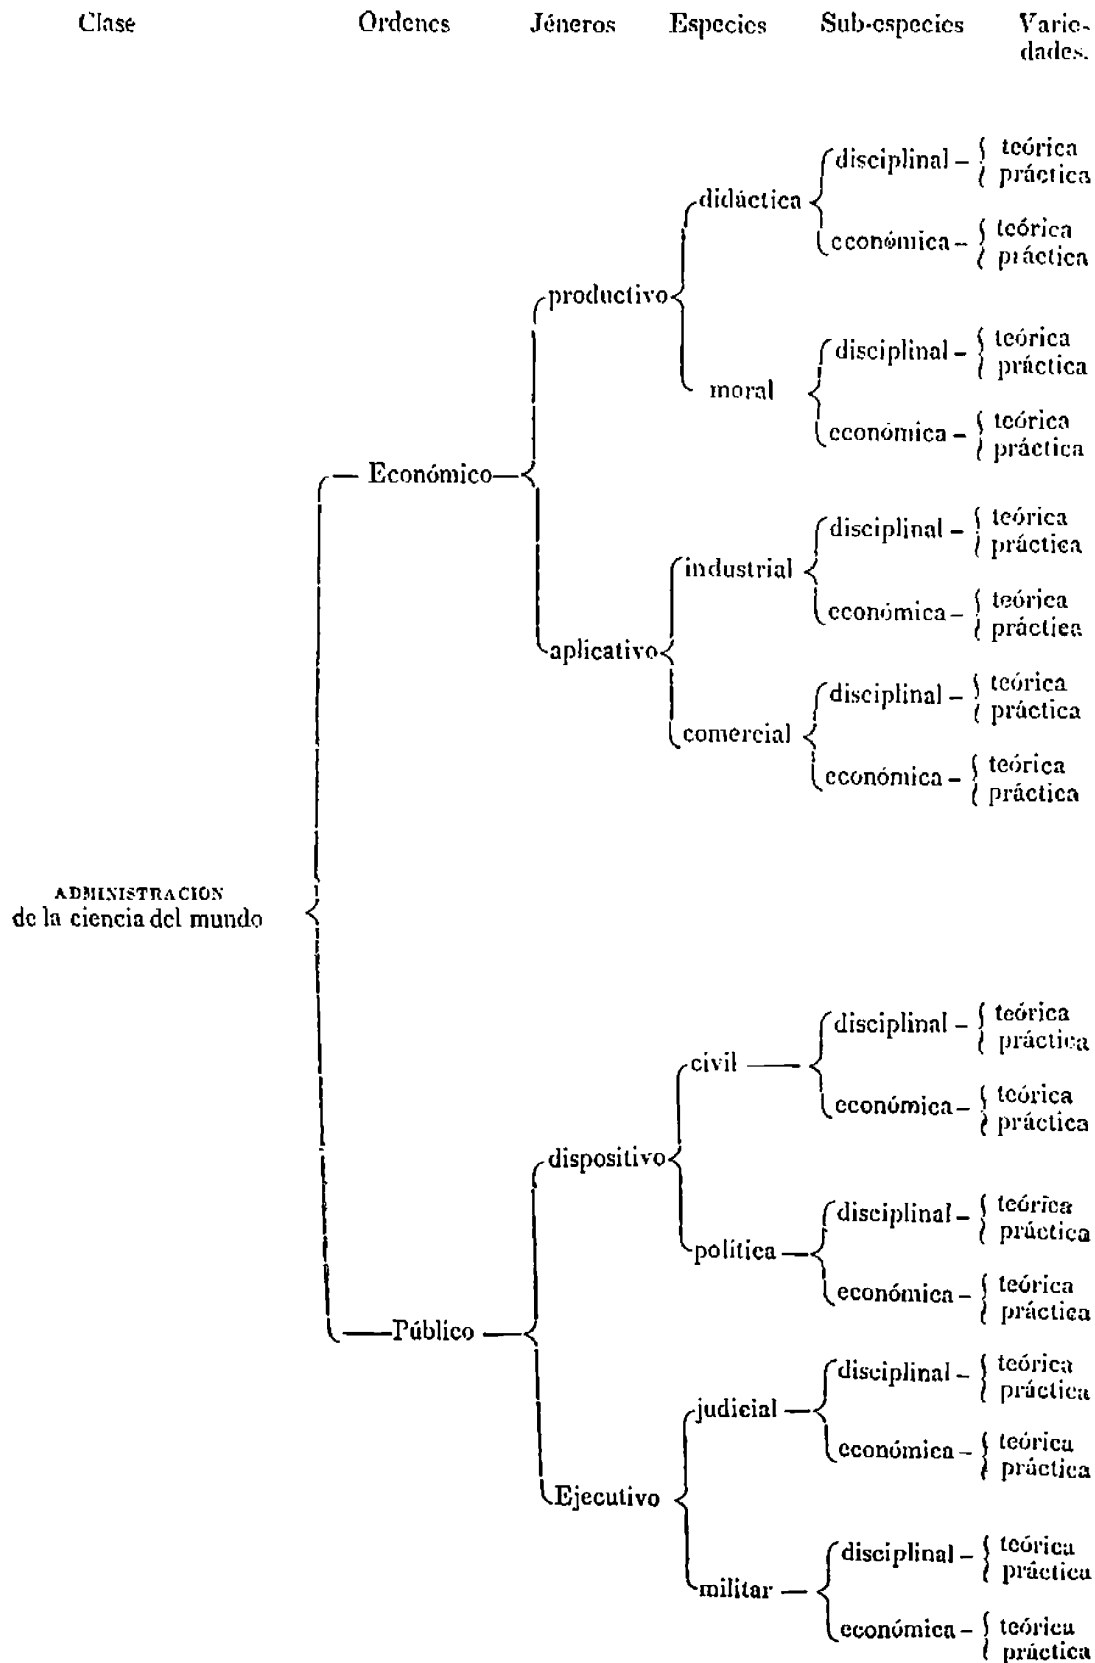 Clase Ordenes Jéneros Especies Sub-especies Varie-
dades.
disciplinal – { teórica
práctica
didáctica
económica – { teórica
práctica
productivo
disciplinal – { teórica
práctica
moral
económica – { teórica
práctica
— Económico —
disciplinal – { teórica
práctica
industrial
económica – { teórica
práctica
aplicativo
disciplinal – { teórica
práctica
comercial
económica – { teórica
práctica
ADMINISTRACION
de la ciencia del mundo
disciplinal – { teórica
práctica
civil —
económica – { teórica
práctica
dispositivo
disciplinal – { teórica
práctica
política —
económica – { teórica
práctica
— Público —
disciplinal – { teórica
práctica
judicial —
económica – { teórica
práctica
Ejecutivo
disciplinal – { teórica
práctica
militar —
económica – { teórica
práctica